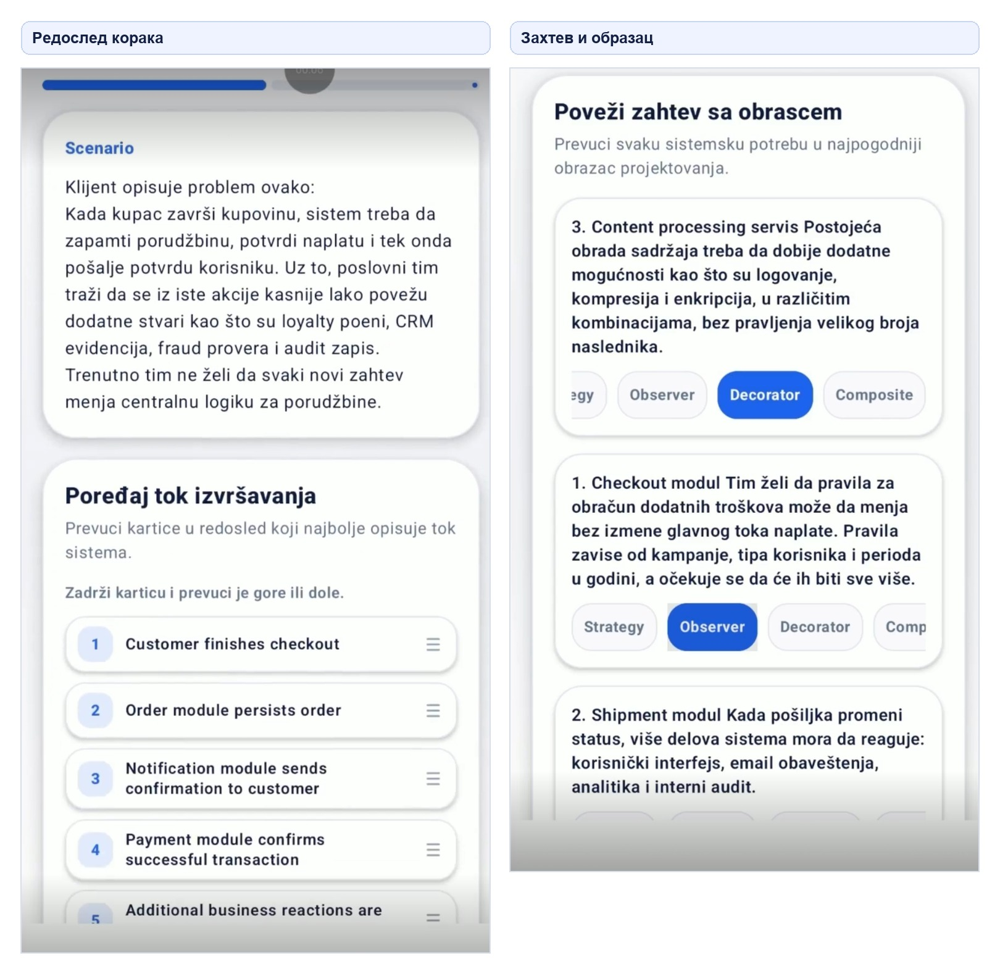 Редослед корака
Scenario
Klijent opisuje problem ovako:
Kada kupac završi kupovinu, sistem treba da
zapamti porudžbinu, potvrdi naplatu i tek onda
pošalje potvrdu korisniku. Uz to, poslovni tim
traži da se iz iste akcije kasnije lako povežu
dodatne stvari kao što su loyalty poeni, CRM
evidencija, fraud provera i audit zapis.
Trenutno tim ne želi da svaki novi zahtev
menja centralnu logiku za porudžbine.
Poređaj tok izvršavanja
Prevuci kartice u redosled koji najbolje opisuje tok
sistema.
Zadrži karticu i prevuci je gore ili dole.
1 Customer finishes checkout
2 Order module persists order
3 Notification module sends
confirmation to customer
4 Payment module confirms
successful transaction
5 Additional business reactions are
Захтев и образац
Poveži zahtev sa obrascem
Prevuci svaku sistemsku potrebu u najpogodniji
obrazac projektovanja.
3. Content processing servis Postojeća
obrada sadržaja treba da dobije dodatne
mogućnosti kao što su logovanje,
kompresija i enkripcija, u različitim
kombinacijama, bez pravljenja velikog broja
naslednika.
egy Observer Decorator Composite
1. Checkout modul Tim želi da pravila za
obračun dodatnih troškova može da menja
bez izmene glavnog toka naplate. Pravila
zavise od kampanje, tipa korisnika i perioda
u godini, a očekuje se da će ih biti sve više.
Strategy Observer Decorator Comp
2. Shipment modul Kada pošiljka promeni
status, više delova sistema mora da reaguje:
korisnički interfejs, email obaveštenja,
analitika i interni audit.